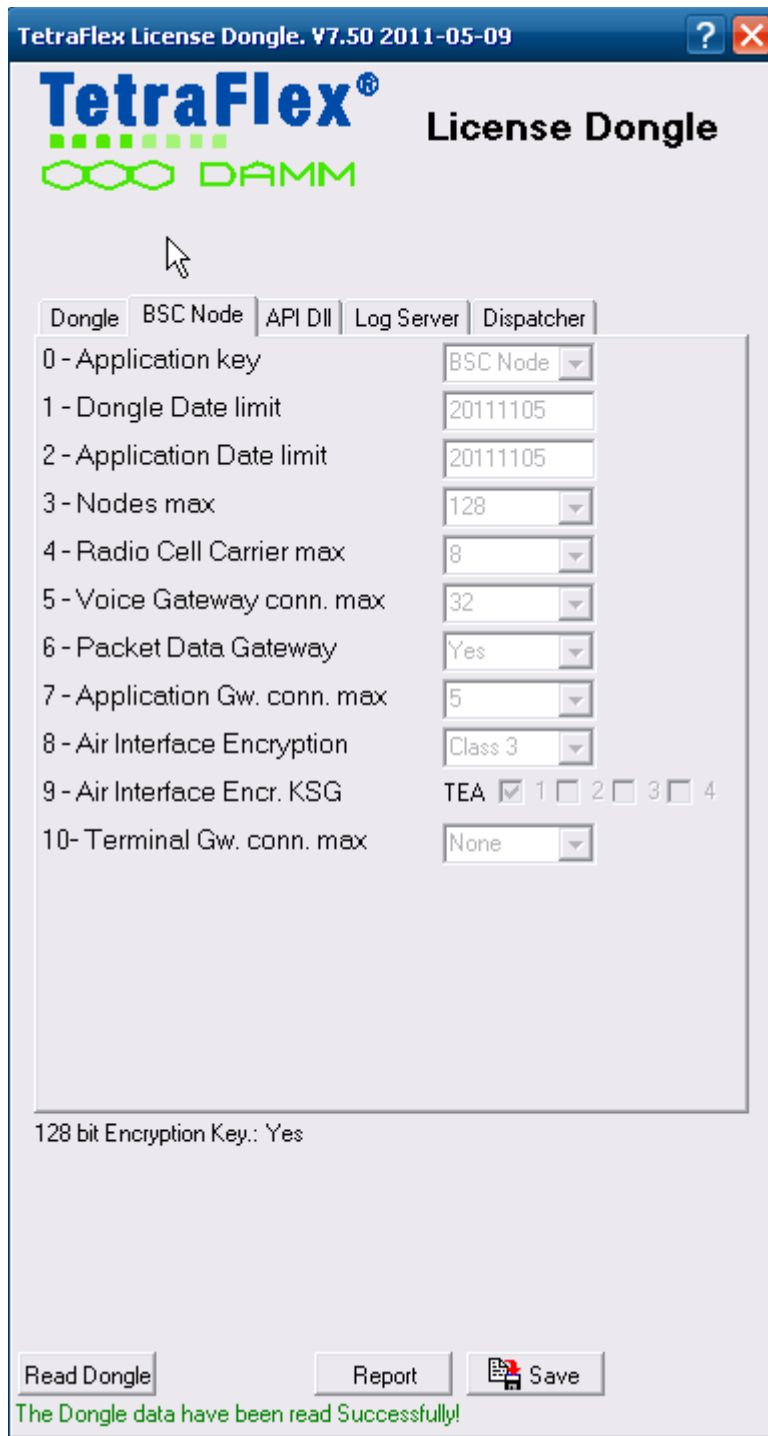 TetraFlex License Dongle. V7.50 2011-05-09 ?
TetraFlex®
DAMM
License Dongle
Dongle BSC Node API Dll Log Server Dispatcher
0 - Application key BSC Node
1 - Dongle Date limit 20111105
2 - Application Date limit 20111105
3 - Nodes max 128
4 - Radio Cell Carrier max 8
5 - Voice Gateway conn. max 32
6 - Packet Data Gateway Yes
7 - Application Gw. conn. max 5
8 - Air Interface Encryption Class 3
9 - Air Interface Encr. KSG TEA 1 2 3 4
10- Terminal Gw. conn. max None
128 bit Encryption Key.: Yes
Read Dongle Report Save
The Dongle data have been read Successfully!